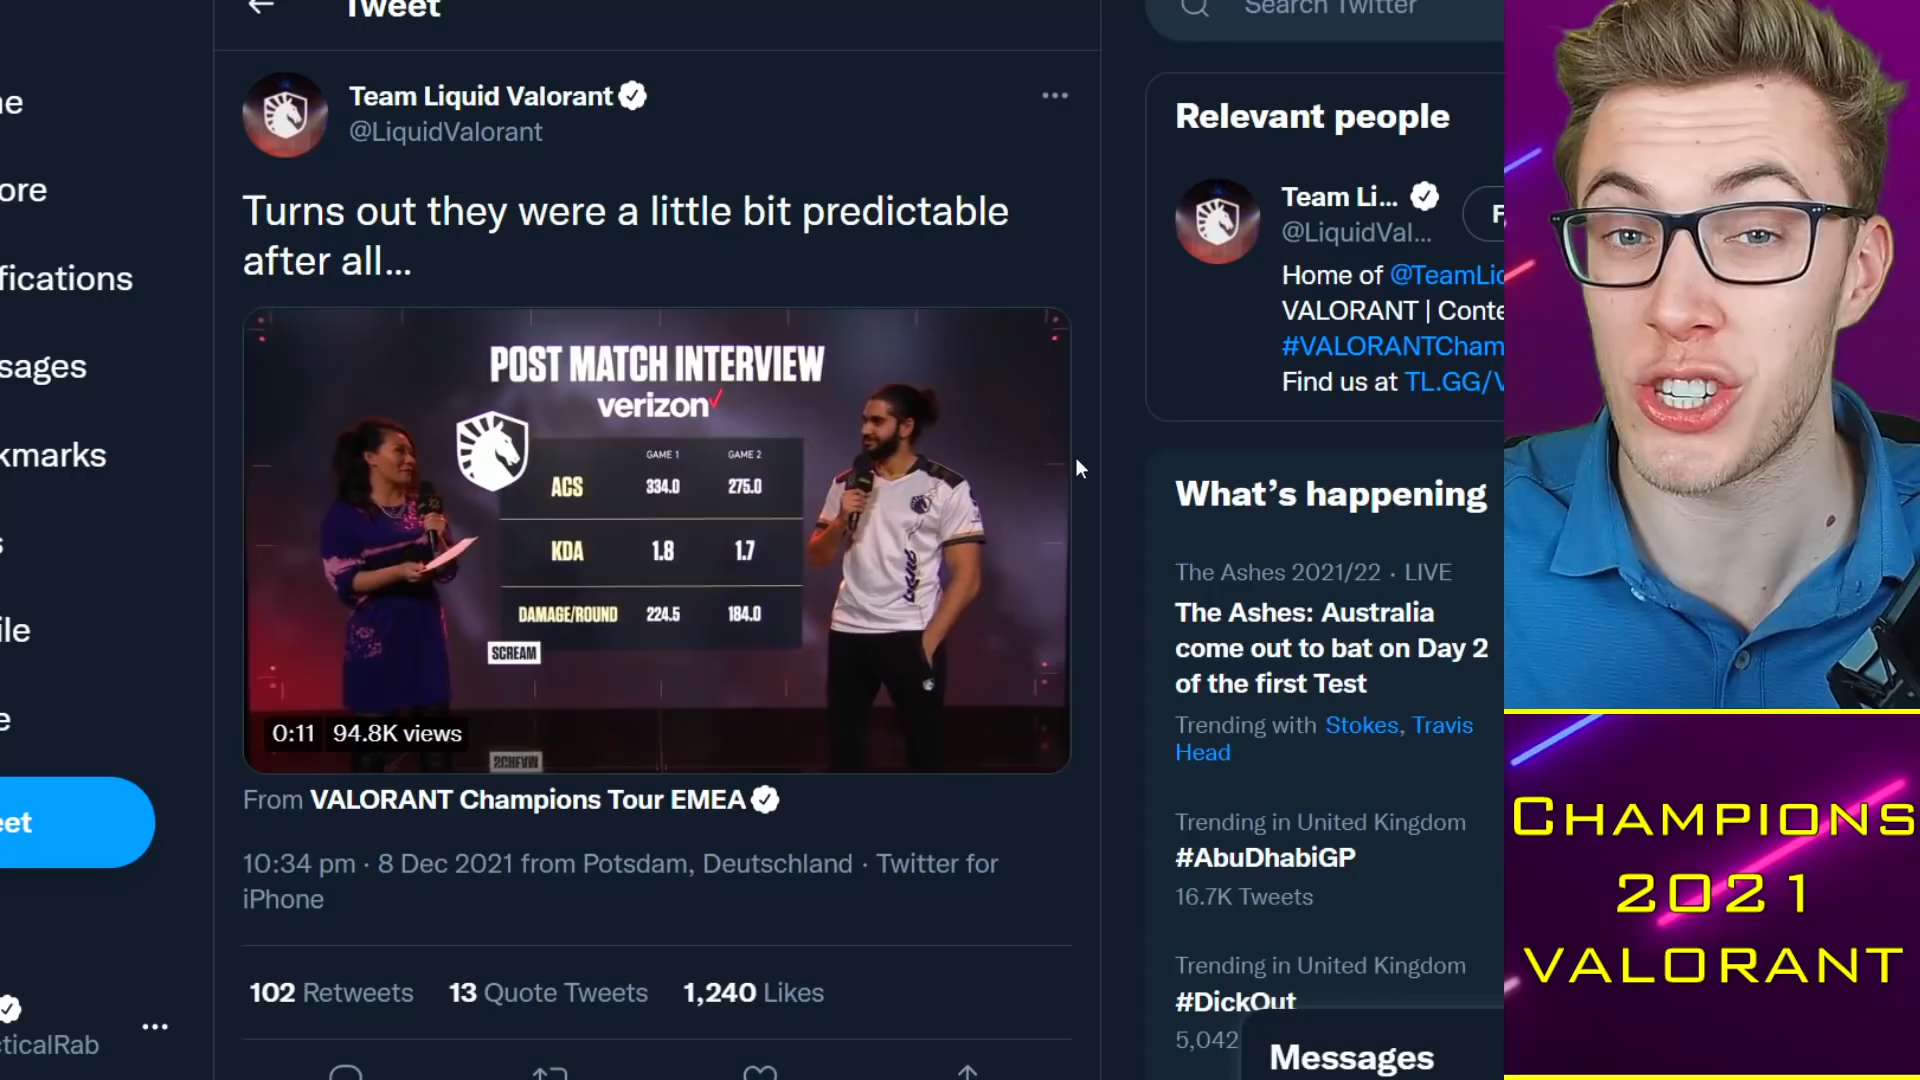 Tweet
Search Twitter
Team Liquid Valorant
@LiquidValorant
Turns out they were a little bit predictable
after all...
POST MATCH INTERVIEW
verizon
GAME 1 GAME 2
ACS 334.0 275.0
KDA 1.8 1.7
DAMAGE/ROUND 224.5 184.0
SCREAM
0:11 94.8K views
From VALORANT Champions Tour EMEA
10:34 pm · 8 Dec 2021 from Potsdam, Deutschland · Twitter for
iPhone
102 Retweets 13 Quote Tweets 1,240 Likes
ore
fications
sages
kmarks
ile
eet
cticalRab
Relevant people
Team Li...
@LiquidVal...
Home of @TeamLic
VALORANT | Conte
#VALORANTCham
Find us at TL.GG/V
What's happening
The Ashes 2021/22 · LIVE
The Ashes: Australia
come out to bat on Day 2
of the first Test
Trending with Stokes, Travis
Head
Trending in United Kingdom
#AbuDhabiGP
16.7K Tweets
Trending in United Kingdom
#DickOut
5,042
Messages
CHAMPIONS
2021
VALORANT